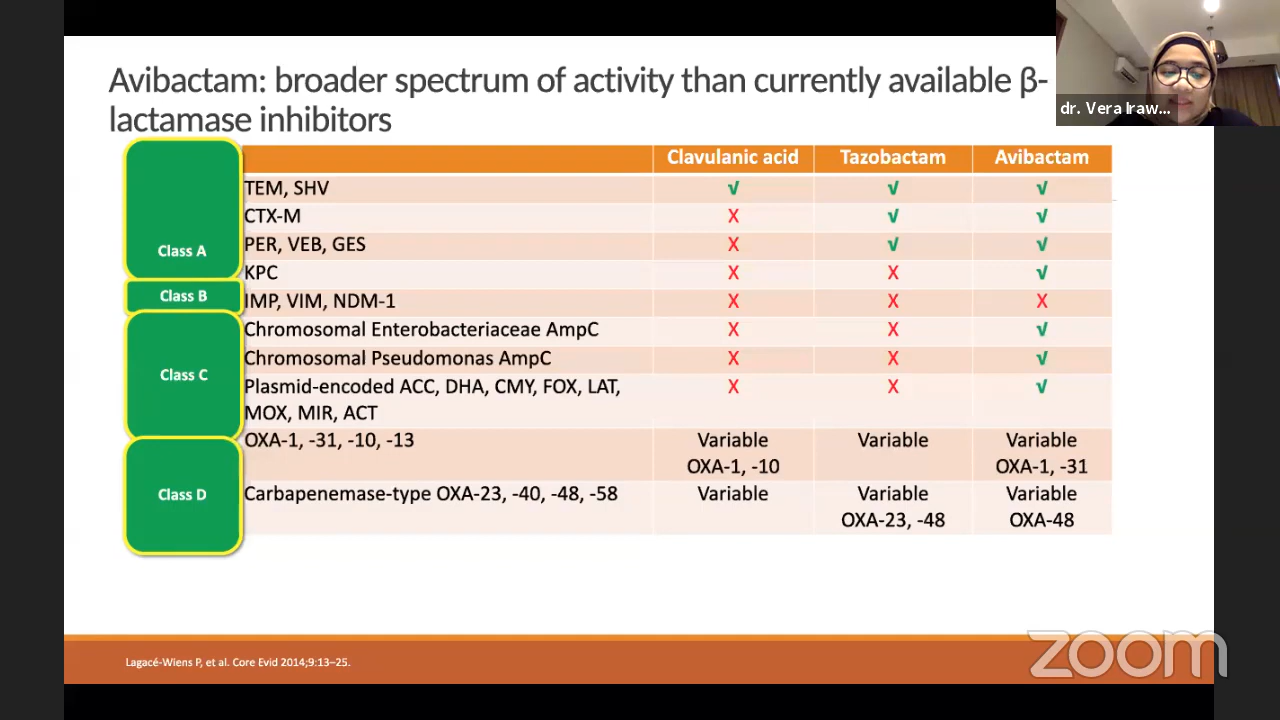 Avibactam: broader spectrum of activity than currently available β-
lactamase inhibitors
dr. Vera Iraw...
Clavulanic acid Tazobactam Avibactam
Class A
TEM, SHV √ √ √
CTX-M X √ √
PER, VEB, GES X √ √
KPC X X √
Class B
IMP, VIM, NDM-1 X X X
Class C
Chromosomal Enterobacteriaceae AmpC X X √
Chromosomal Pseudomonas AmpC X X √
Plasmid-encoded ACC, DHA, CMY, FOX, LAT, X X √
MOX, MIR, ACT
Class D
OXA-1, -31, -10, -13 Variable Variable Variable
OXA-1, -10 OXA-1, -31
Carbapenemase-type OXA-23, -40, -48, -58 Variable Variable Variable
OXA-23, -48 OXA-48
Lagacé-Wiens P, et al. Core Evid 2014;9:13–25.
zoom